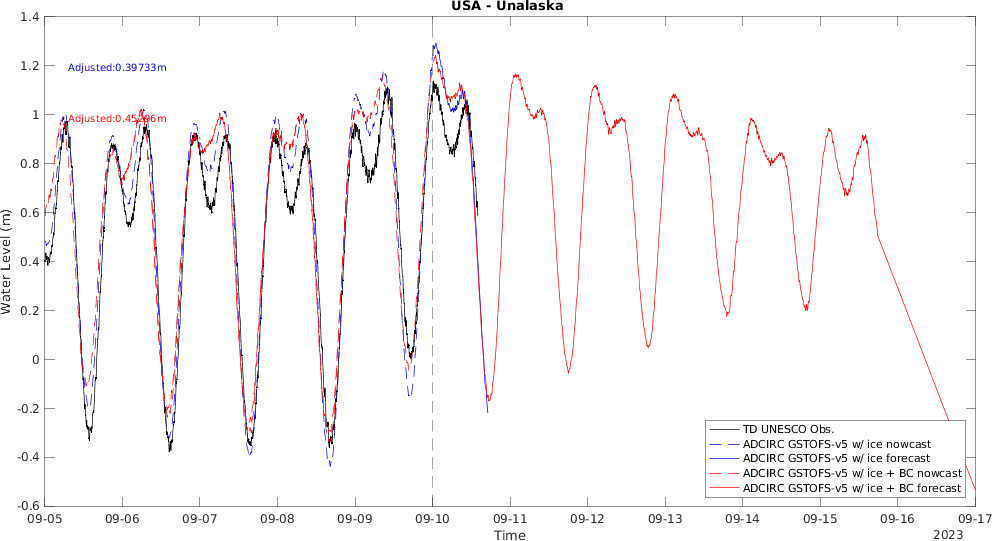 USA - Unalaska
1.4
1.2
1
0.8
0.6
0.4
0.2
0
-0.2
-0.4
-0.6
Water Level (m)
Adjusted:0.39733m
Adjusted:0.45296m
TD UNESCO Obs.
ADCIRC GSTOFS-v5 w/ ice nowcast
ADCIRC GSTOFS-v5 w/ ice forecast
ADCIRC GSTOFS-v5 w/ ice + BC nowcast
ADCIRC GSTOFS-v5 w/ ice + BC forecast
09-05 09-06 09-07 09-08 09-09 09-10 09-11 09-12 09-13 09-14 09-15 09-16 09-17
Time
2023